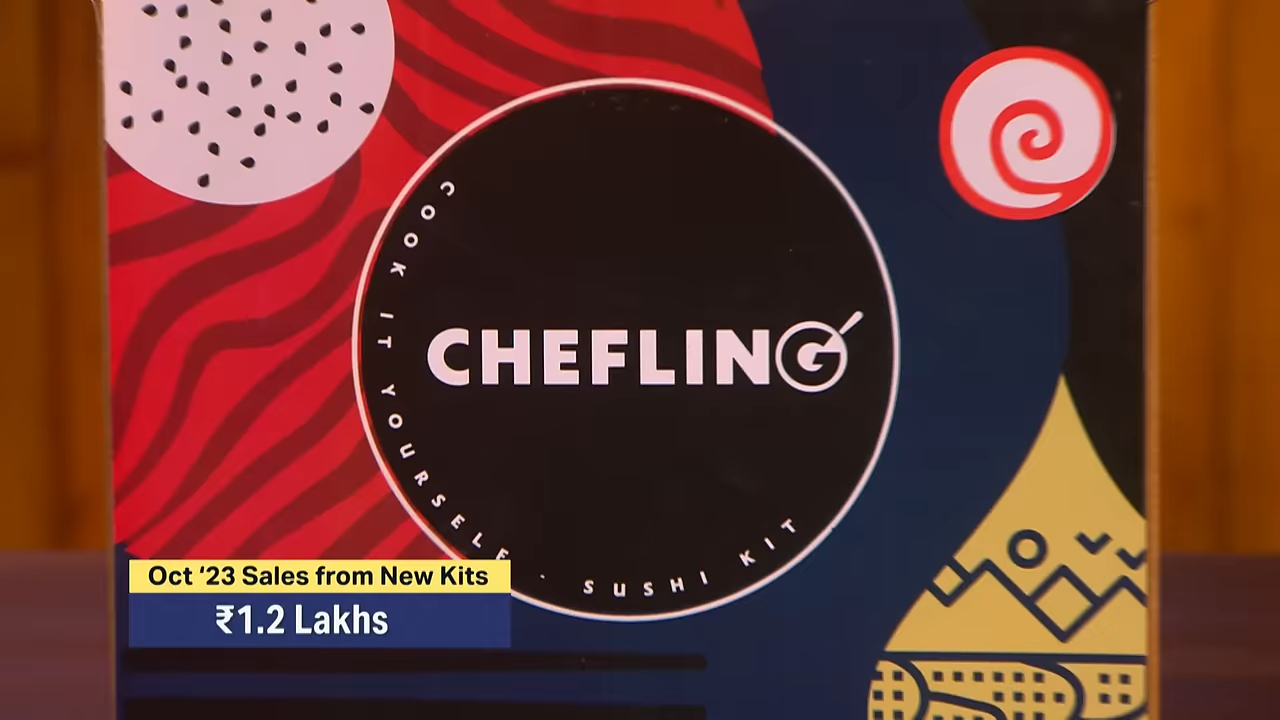 COOK IT YOURSELF · SUSHI KIT
CHEFLING
Oct ‘23 Sales from New Kits
₹1.2 Lakhs